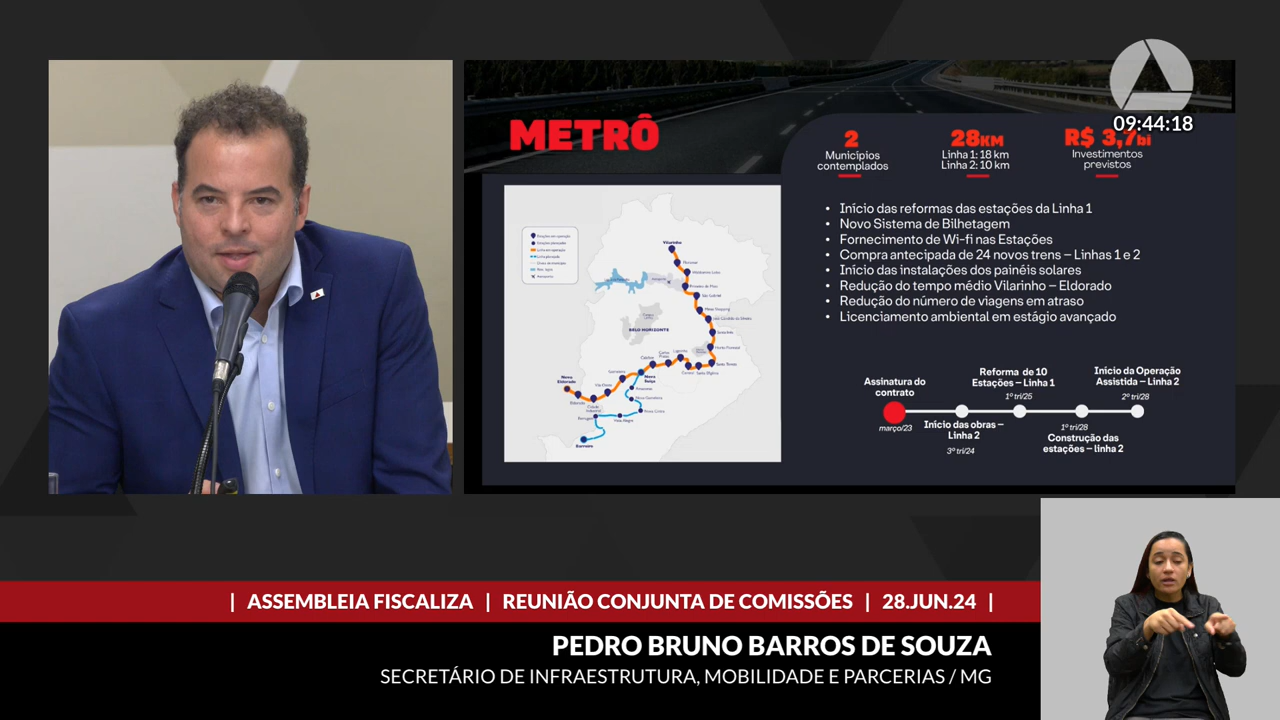 09:44:18
METRÔ
2
Municípios
contemplados
28KM
Linha 1: 18 km
Linha 2: 10 km
R$ 3,7bi
Investimentos
previstos
• Início das reformas das estações da Linha 1
• Novo Sistema de Bilhetagem
• Fornecimento de Wi-fi nas Estações
• Compra antecipada de 24 novos trens – Linhas 1 e 2
• Início das instalações dos painéis solares
• Redução do tempo médio Vilarinho – Eldorado
• Redução do número de viagens em atraso
• Licenciamento ambiental em estágio avançado
Vilarinho
BELO HORIZONTE
Novo
Eldorado
Nova
Suíça
Barreiro
Assinatura do
contrato
março/23
Início das obras –
Linha 2
3º tri/24
Reforma de 10
Estações – Linha 1
1º tri/26
1º tri/28
Construção das
estações – linha 2
Início da Operação
Assistida – Linha 2
2º tri/28
| ASSEMBLEIA FISCALIZA | REUNIÃO CONJUNTA DE COMISSÕES | 28.JUN.24 |
PEDRO BRUNO BARROS DE SOUZA
SECRETÁRIO DE INFRAESTRUTURA, MOBILIDADE E PARCERIAS / MG